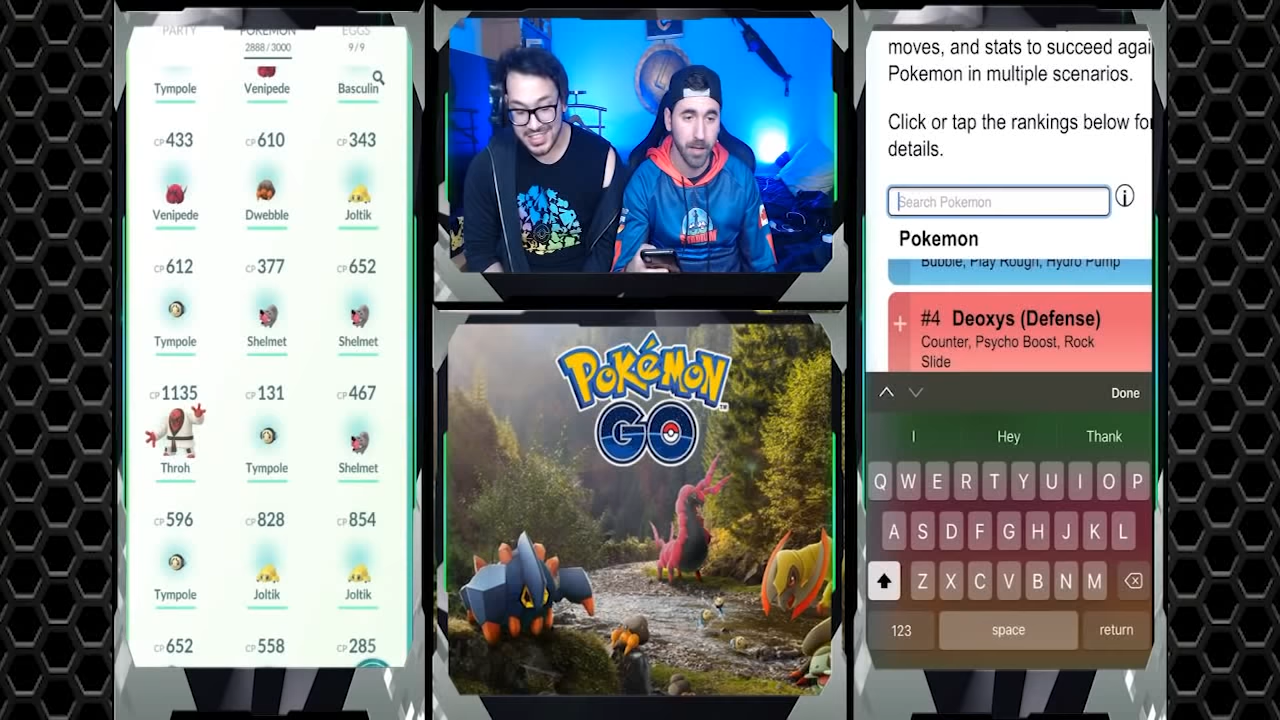 PARTY
POKÉMON
EGGS
2888 / 3000
9/9
Tympole
Venipede
Basculin
CP433
CP610
CP343
Venipede
Dwebble
Joltik
CP612
CP377
CP652
Tympole
Shelmet
Shelmet
CP1135
CP131
CP467
Throh
Tympole
Shelmet
CP596
CP828
CP854
Tympole
Joltik
Joltik
CP652
CP558
CP285
STADIUM
POKéMON
GO
moves, and stats to succeed agai
Pokemon in multiple scenarios.
Click or tap the rankings below for
details.
Search Pokemon
i
Pokemon
Bubble, Play Rough, Hydro Pump
+
#4 Deoxys (Defense)
Counter, Psycho Boost, Rock
Slide
Done
I
Hey
Thank
Q W E R T Y U I O P
A S D F G H J K L
Z X C V B N M
123
space
return